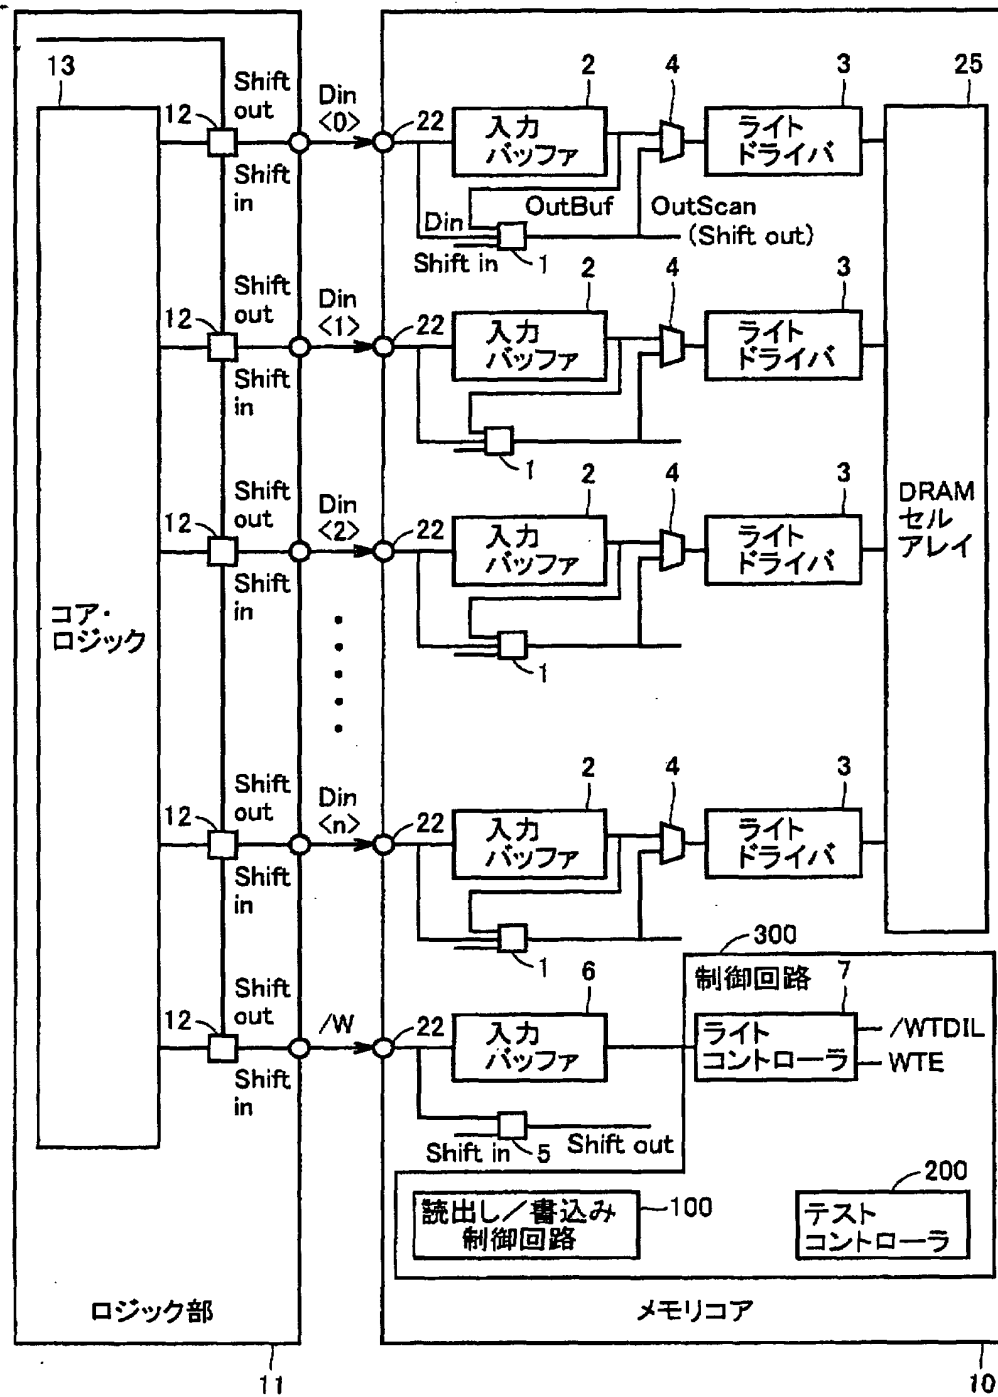 13
12
Shift
out
Shift
in
Din
<0>
22
2
入力
バッファ
4
3
ライト
ドライバ
25
Din
OutBuf
OutScan
(Shift out)
Shift in
1
12
Shift
out
Shift
in
Din
<1>
22
2
入力
バッファ
4
3
ライト
ドライバ
1
12
Shift
out
Shift
in
Din
<2>
22
2
入力
バッファ
4
3
ライト
ドライバ
1
DRAM
セル
アレイ
コア・
ロジック
12
Shift
out
Shift
in
Din
<n>
22
2
入力
バッファ
4
3
ライト
ドライバ
1
12
Shift
out
Shift
in
/W
22
6
入力
バッファ
Shift in
5
Shift out
300
制御回路
7
ライト
コントローラ
/WTDIL
WTE
読出し/書込み
制御回路
100
200
テスト
コントローラ
ロジック部
メモリコア
11
10